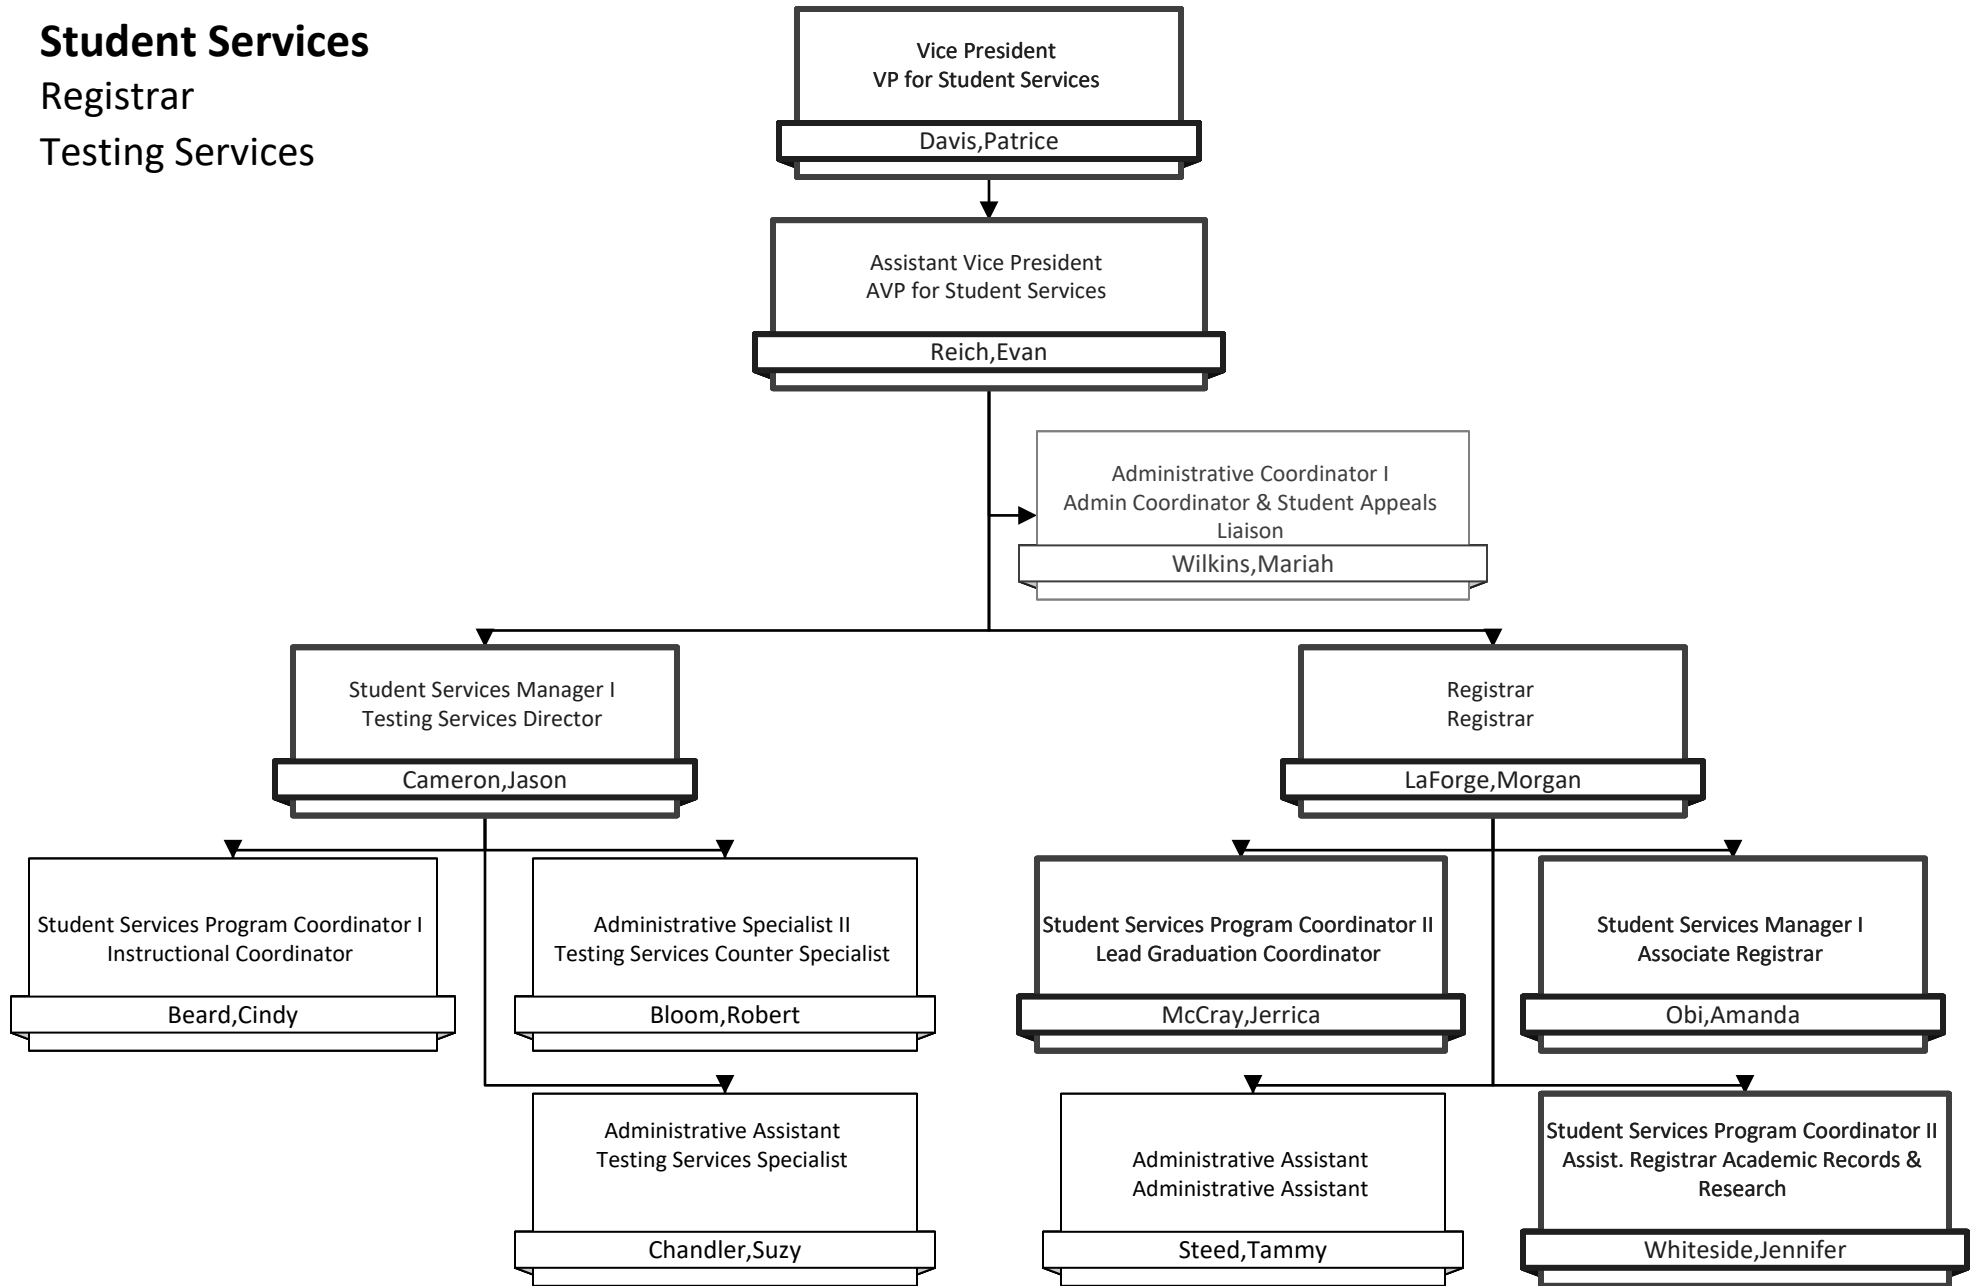 Student Services
Registrar
Testing Services
Vice President
VP for Student Services
Davis,Patrice
Assistant Vice President
AVP for Student Services
Reich,Evan
Administrative Coordinator I
Admin Coordinator & Student Appeals
Liaison
Wilkins,Mariah
Student Services Manager I
Testing Services Director
Cameron,Jason
Registrar
Registrar
LaForge,Morgan
Student Services Program Coordinator I
Instructional Coordinator
Beard,Cindy
Administrative Specialist II
Testing Services Counter Specialist
Bloom,Robert
Student Services Program Coordinator II
Lead Graduation Coordinator
McCray,Jerrica
Student Services Manager I
Associate Registrar
Obi,Amanda
Administrative Assistant
Testing Services Specialist
Chandler,Suzy
Administrative Assistant
Administrative Assistant
Steed,Tammy
Student Services Program Coordinator II
Assist. Registrar Academic Records &
Research
Whiteside,Jennifer